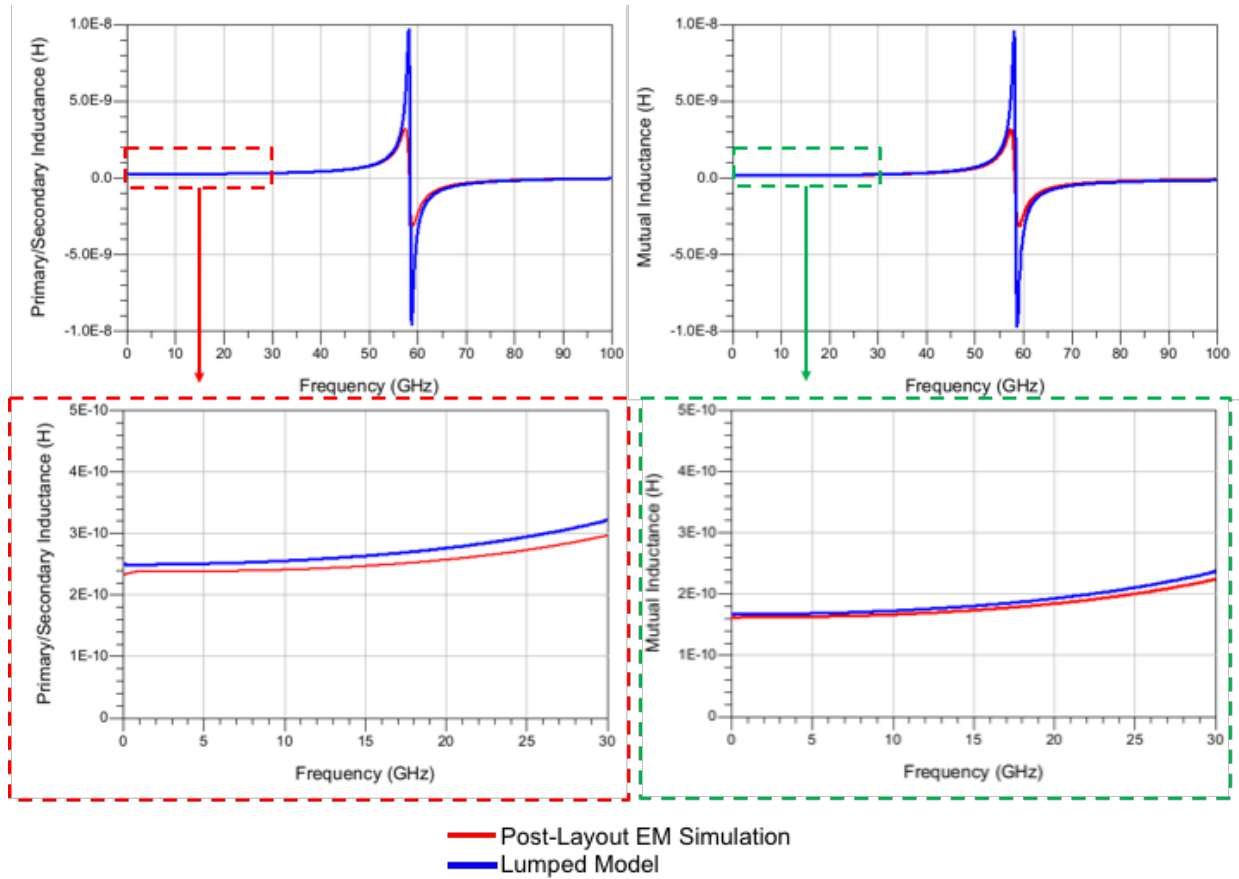 Primary/Secondary Inductance (H)
1.0E-8
5.0E-9
0.0
-5.0E-9
-1.0E-8
0 10 20 30 40 50 60 70 80 90 100
Frequency (GHz)
Mutual Inductance (H)
1.0E-8
5.0E-9
0.0
-5.0E-9
-1.0E-8
0 10 20 30 40 50 60 70 80 90 100
Frequency (GHz)
Primary/Secondary Inductance (H)
5E-10
4E-10
3E-10
2E-10
1E-10
0
0 5 10 15 20 25 30
Frequency (GHz)
Mutual Inductance (H)
5E-10
4E-10
3E-10
2E-10
1E-10
0
0 5 10 15 20 25 30
Frequency (GHz)
Post-Layout EM Simulation
Lumped Model